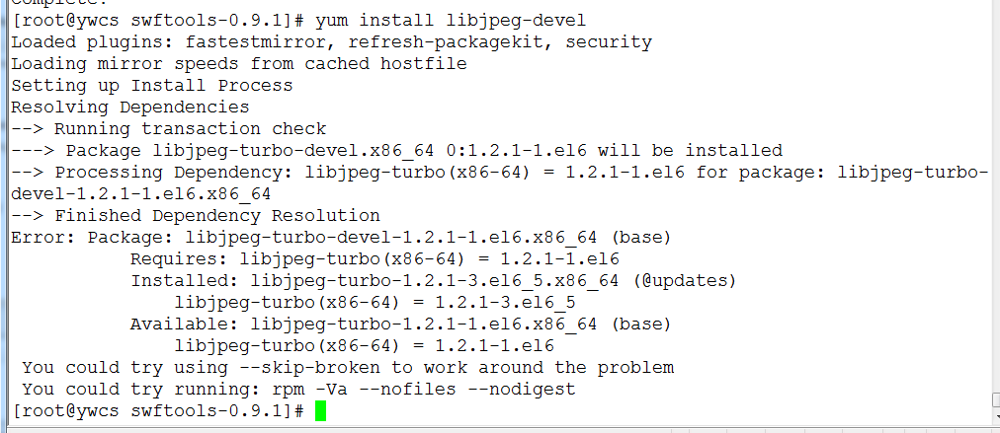 Complete!
[root@ywcs swftools-0.9.1]# yum install libjpeg-devel
Loaded plugins: fastestmirror, refresh-packagekit, security
Loading mirror speeds from cached hostfile
Setting up Install Process
Resolving Dependencies
--> Running transaction check
---> Package libjpeg-turbo-devel.x86_64 0:1.2.1-1.el6 will be installed
--> Processing Dependency: libjpeg-turbo(x86-64) = 1.2.1-1.el6 for package: libjpeg-turbo-
devel-1.2.1-1.el6.x86_64
--> Finished Dependency Resolution
Error: Package: libjpeg-turbo-devel-1.2.1-1.el6.x86_64 (base)
           Requires: libjpeg-turbo(x86-64) = 1.2.1-1.el6
           Installed: libjpeg-turbo-1.2.1-3.el6_5.x86_64 (@updates)
               libjpeg-turbo(x86-64) = 1.2.1-3.el6_5
           Available: libjpeg-turbo-1.2.1-1.el6.x86_64 (base)
               libjpeg-turbo(x86-64) = 1.2.1-1.el6
 You could try using --skip-broken to work around the problem
 You could try running: rpm -Va --nofiles --nodigest
[root@ywcs swftools-0.9.1]#